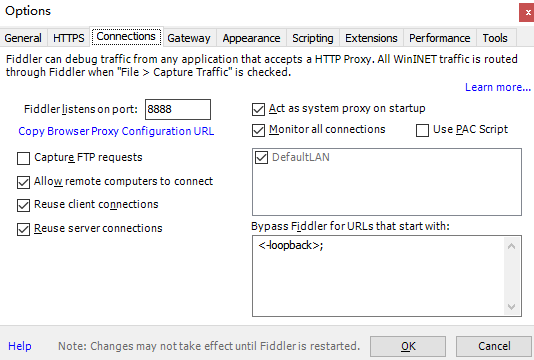 Options
x
General HTTPS Connections Gateway Appearance Scripting Extensions Performance Tools
Fiddler can debug traffic from any application that accepts a HTTP Proxy. All WinINET traffic is routed
through Fiddler when "File > Capture Traffic" is checked.
Learn more...
Fiddler listens on port: 8888
Copy Browser Proxy Configuration URL
Capture FTP requests
Allow remote computers to connect
Reuse client connections
Reuse server connections
Act as system proxy on startup
Monitor all connections Use PAC Script
DefaultLAN
Bypass Fiddler for URLs that start with:
<-loopback>;
Help Note: Changes may not take effect until Fiddler is restarted. OK Cancel